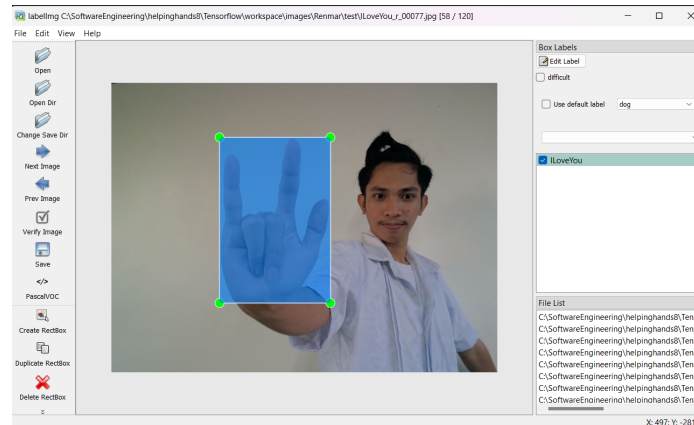 labelImg C:\SoftwareEngineering\helpinghands8\Tensorflow\workspace\images\Renmar\test\ILoveYou_r_00077.jpg [58 / 120]
File Edit View Help
Open
Open Dir
Change Save Dir
Next Image
Prev Image
Verify Image
Save
</>
PascalVOC
Create RectBox
Duplicate RectBox
Delete RectBox
Box Labels
Edit Label
difficult
Use default label dog
ILoveYou
File List
C:\SoftwareEngineering\helpinghands8\Ten
C:\SoftwareEngineering\helpinghands8\Ten
C:\SoftwareEngineering\helpinghands8\Ten
C:\SoftwareEngineering\helpinghands8\Ten
C:\SoftwareEngineering\helpinghands8\Ten
C:\SoftwareEngineering\helpinghands8\Ten
C:\SoftwareEngineering\helpinghands8\Ten
C:\SoftwareEngineering\helpinghands8\Ten
X: 497; Y: -281